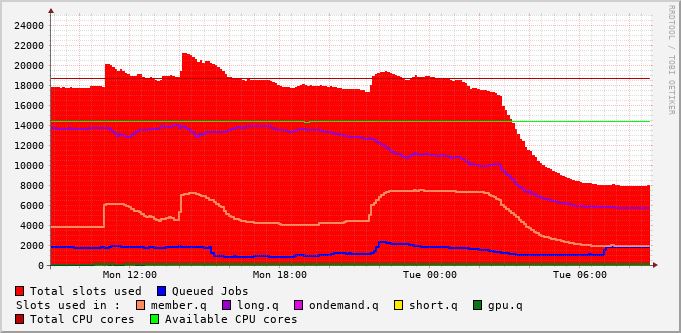 RRDTOOL / TOBI OETIKER
24000
22000
20000
18000
16000
14000
12000
10000
8000
6000
4000
2000
0
Mon 12:00 Mon 18:00 Tue 00:00 Tue 06:00
Total slots used Queued Jobs
Slots used in : member.q long.q ondemand.q short.q gpu.q
Total CPU cores Available CPU cores